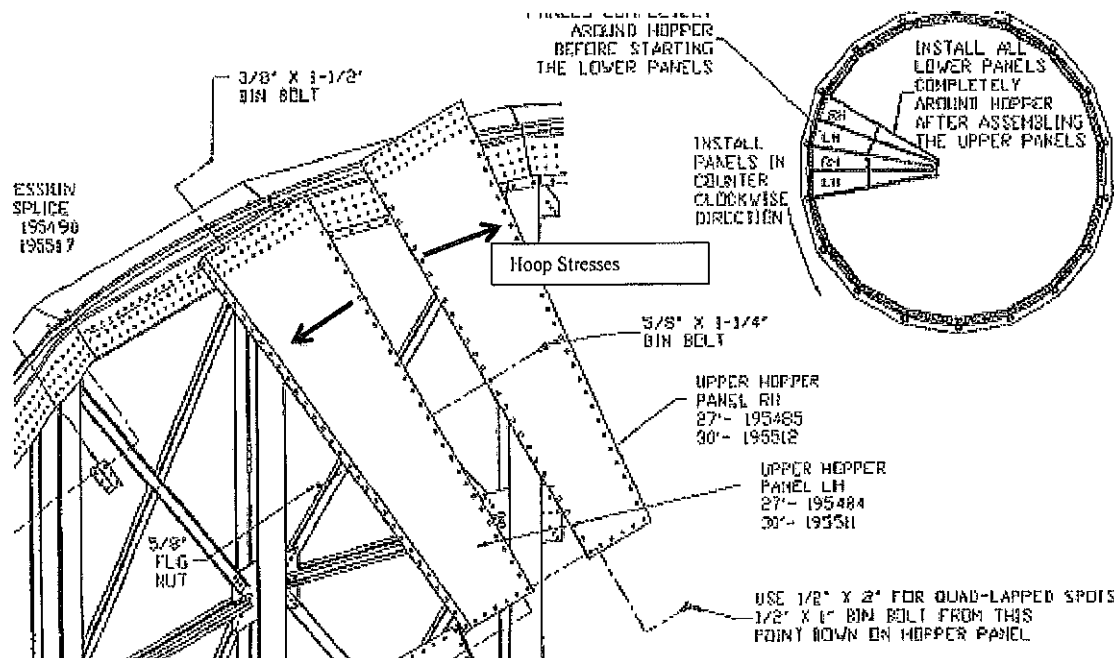 AROUND HOPPER
BEFORE STARTING
THE LOWER PANELS
INSTALL ALL
LOWER PANELS
COMPLETELY
AROUND HOPPER
AFTER ASSEMBLING
THE UPPER PANELS
RH
LH
RH
LH
INSTALL
PANELS IN
COUNTER
CLOCKWISE
DIRECTION
3/8" X 1-1/2"
BIN BOLT
SPLICE
195490
195517
Hoop Stresses
5/8" X 1-1/4"
BIN BOLT
UPPER HOPPER
PANEL RH
27'- 195485
30'- 195512
UPPER HOPPER
PANEL LH
27'- 195484
30'- 195511
5/8"
FLG
NUT
USE 1/2" X 2" FOR QUAD-LAPPED SPOTS
1/2" X 1" BIN BOLT FROM THIS
POINT DOWN ON HOPPER PANEL